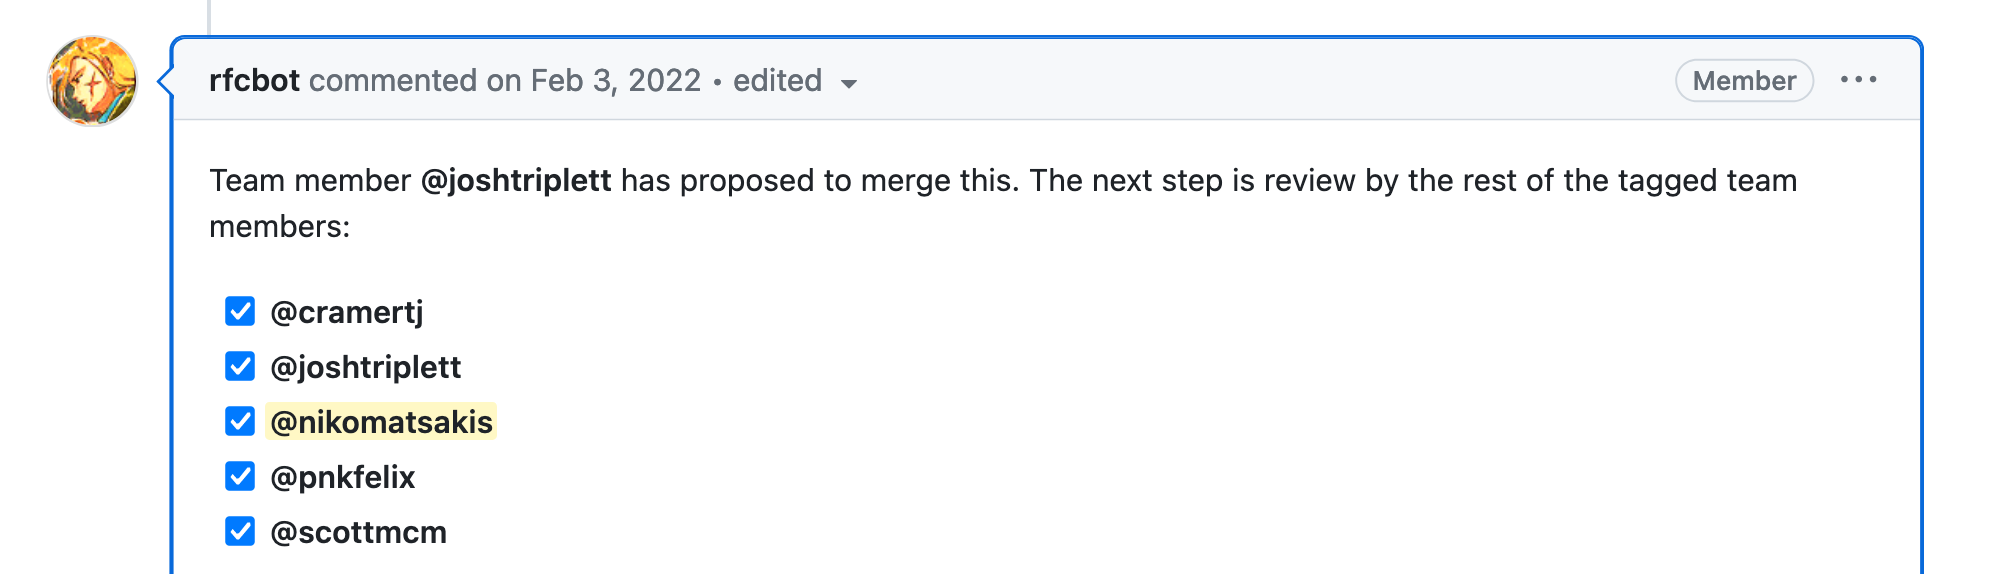 rfcbot commented on Feb 3, 2022 • edited
Member
Team member @joshtriplett has proposed to merge this. The next step is review by the rest of the tagged team
members:
@cramertj
@joshtriplett
@nikomatsakis
@pnkfelix
@scottmcm